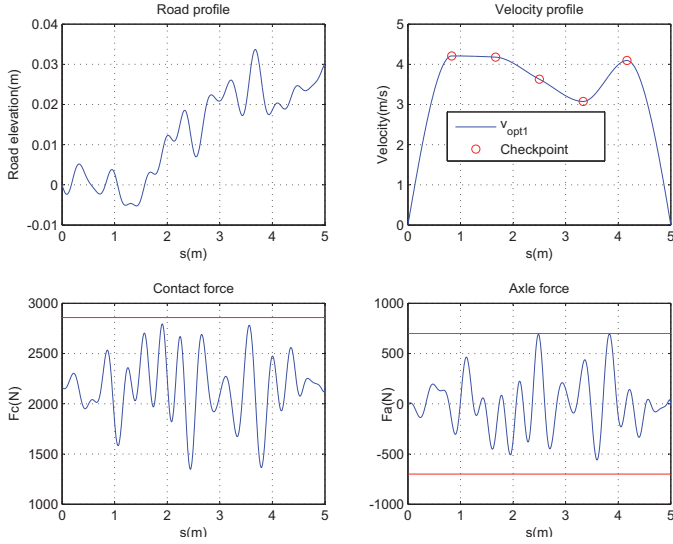 Road profile
Road elevation(m)
0.04
0.03
0.02
0.01
0
-0.01
0 1 2 3 4 5
s(m)
Velocity profile
Velocity(m/s)
5
4
3
2
1
0
v_opt1
Checkpoint
0 1 2 3 4 5
s(m)
Contact force
Fc(N)
3000
2500
2000
1500
1000
0 1 2 3 4 5
s(m)
Axle force
Fa(N)
1000
500
0
-500
-1000
0 1 2 3 4 5
s(m)